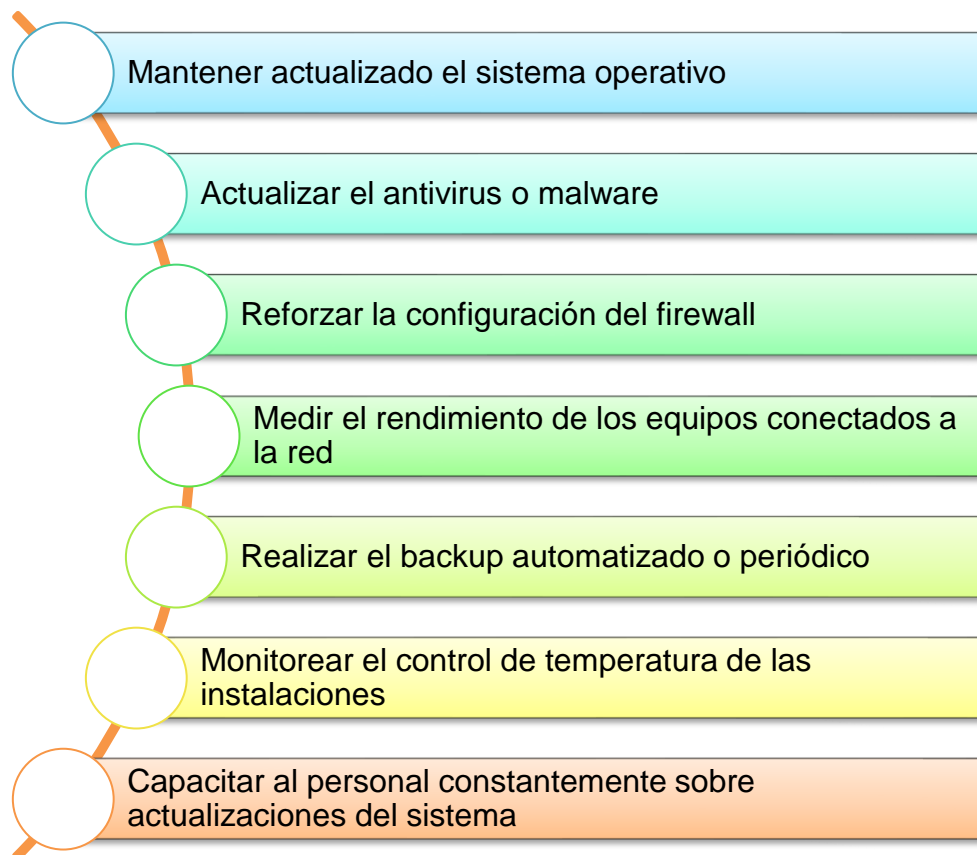 Mantener actualizado el sistema operativo
Actualizar el antivirus o malware
Reforzar la configuración del firewall
Medir el rendimiento de los equipos conectados a
la red
Realizar el backup automatizado o periódico
Monitorear el control de temperatura de las
instalaciones
Capacitar al personal constantemente sobre
actualizaciones del sistema